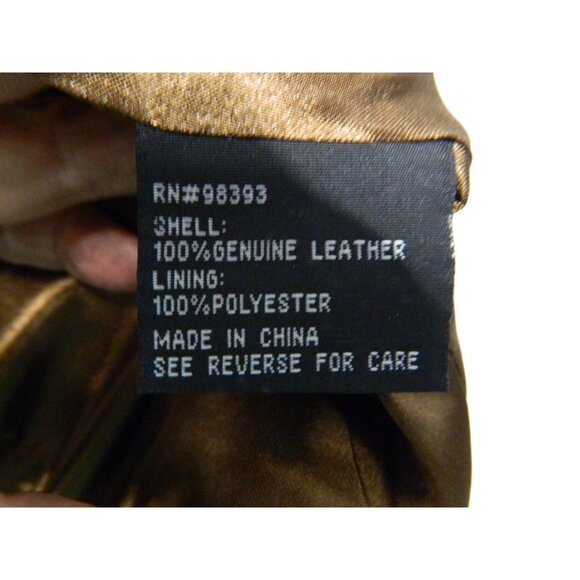 RN#98393
SHELL:
100%GENUINE LEATHER
LINING:
100%POLYESTER
MADE IN CHINA
SEE REVERSE FOR CARE